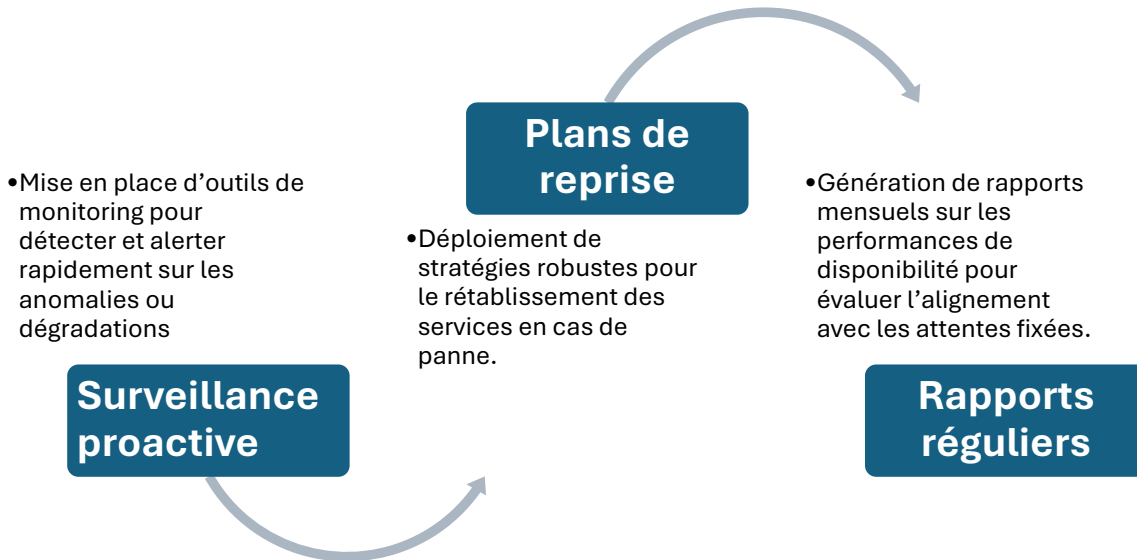 •Mise en place d’outils de
monitoring pour
détecter et alerter
rapidement sur les
anomalies ou
dégradations
Surveillance
proactive
Plans de
reprise
•Déploiement de
stratégies robustes pour
le rétablissement des
services en cas de
panne.
•Génération de rapports
mensuels sur les
performances de
disponibilité pour
évaluer l’alignement
avec les attentes fixées.
Rapports
réguliers